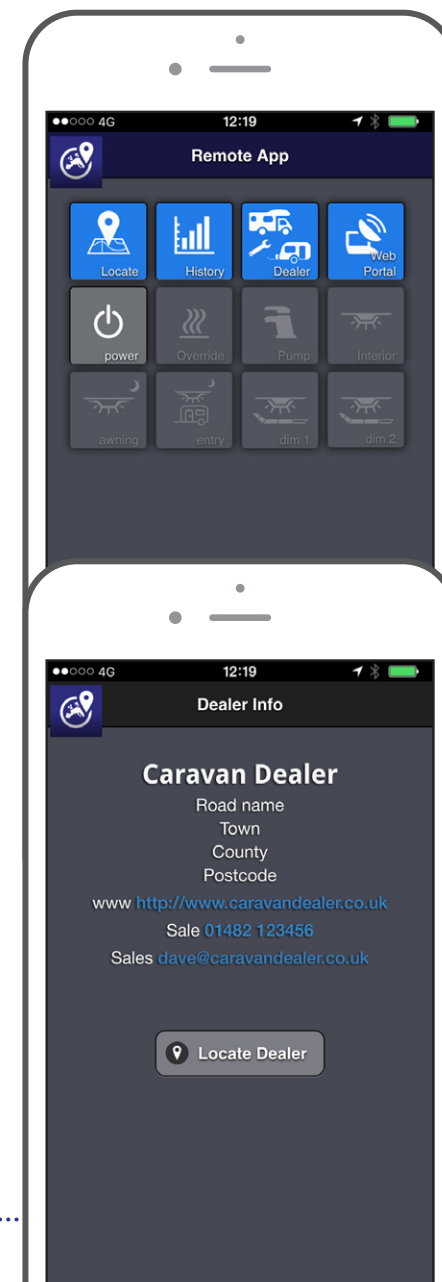 4G 12:19
Remote App
Locate History Dealer Web Portal
power Override Pump Interior
awning entry dim 1 dim 2
4G 12:19
Dealer Info
Caravan Dealer
Road name
Town
County
Postcode
www http://www.caravandealer.co.uk
Sale 01482 123456
Sales dave@caravandealer.co.uk
Locate Dealer